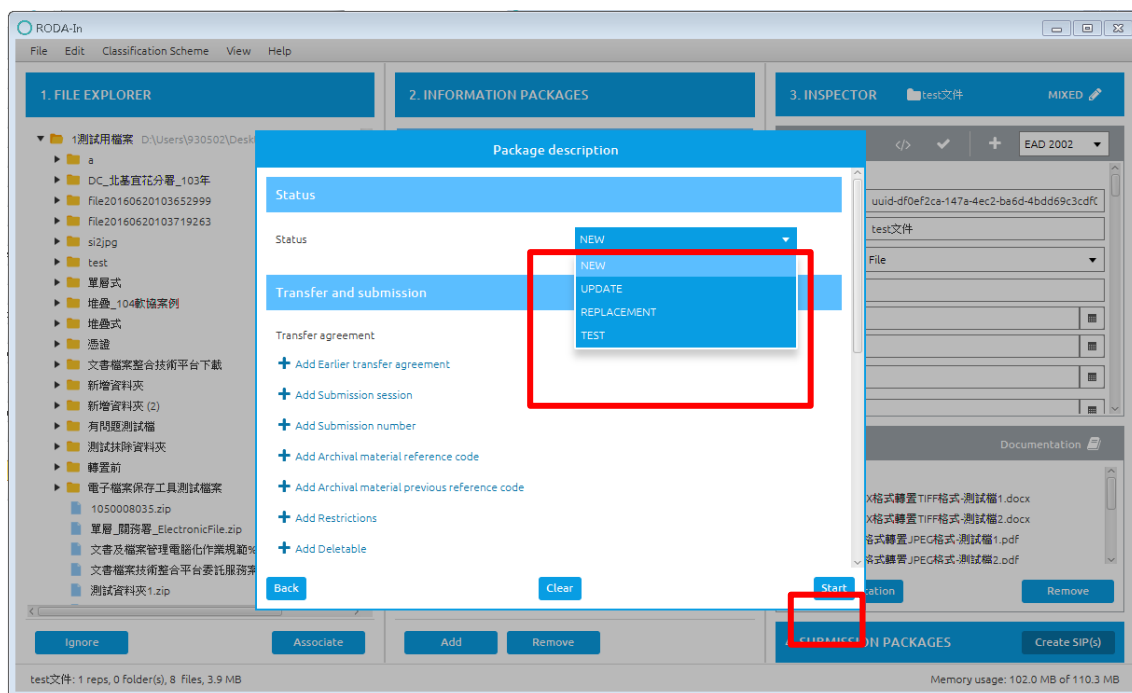 RODA-In
File Edit Classification Scheme View Help
1. FILE EXPLORER
1測試用檔案 D:\Users\930502\Desk
a
DC_北基宜花分署_103年
file20160620103652999
file20160620103719263
si2jpg
test
單層式
堆疊_104軟協案例
堆疊式
憑證
文書檔案整合技術平台下載
新增資料夾
新增資料夾 (2)
有問題測試檔
測試抹除資料夾
轉置前
電子檔案保存工具測試檔案
1050008035.zip
單層_關務署_ElectronicFile.zip
文書及檔案管理電腦化作業規範%
文書檔案技術整合平台委託服務案
測試資料夾1.zip
Ignore Associate
2. INFORMATION PACKAGES
Package description
Status
Status NEW
NEW
UPDATE
REPLACEMENT
TEST
Transfer and submission
Transfer agreement
Add Earlier transfer agreement
Add Submission session
Add Submission number
Add Archival material reference code
Add Archival material previous reference code
Add Restrictions
Add Deletable
Back Clear Start
Add Remove
3. INSPECTOR test文件 MIXED
</> EAD 2002
uuid-df0ef2ca-147a-4ec2-ba6d-4bdd69c3cdfc
test文件
File
Documentation
X格式轉置TIFF格式-測試檔1.docx
X格式轉置TIFF格式-測試檔2.docx
格式轉置JPEG格式-測試檔1.pdf
格式轉置JPEG格式-測試檔2.pdf
tation Remove
4. SUBMISSION PACKAGES Create SIP(s)
test文件: 1 reps, 0 folder(s), 8 files, 3.9 MB Memory usage: 102.0 MB of 110.3 MB